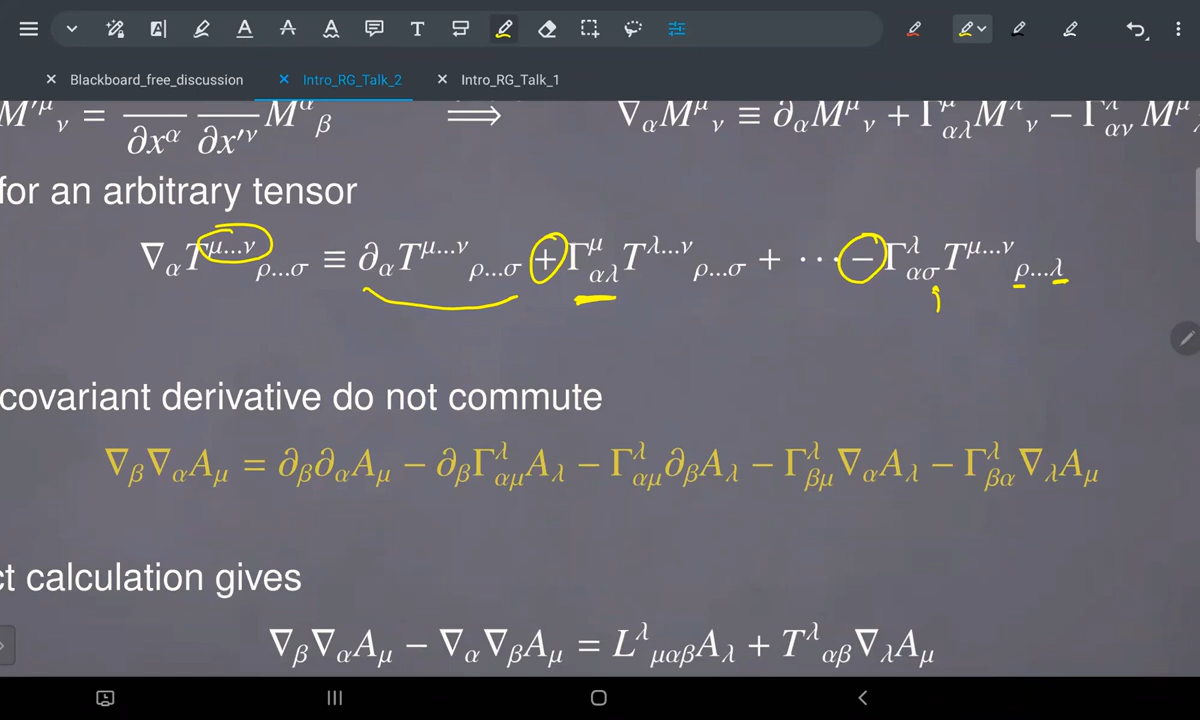 A A A T
× Blackboard_free_discussion × Intro_RG_Talk_2 × Intro_RG_Talk_1
M′^μ_ν = ∂x^α ∂x′^ν M^α_β ⟹ ∇_α M^μ_ν ≡ ∂_α M^μ_ν + Γ^μ_{αλ} M^λ_ν − Γ^λ_{αν} M^μ
for an arbitrary tensor
∇_α T^{μ...ν}_{ρ...σ} ≡ ∂_α T^{μ...ν}_{ρ...σ} + Γ^μ_{αλ} T^{λ...ν}_{ρ...σ} + ⋯ − Γ^λ_{ασ} T^{μ...ν}_{ρ...λ}
covariant derivative do not commute
∇_β ∇_α A_μ = ∂_β ∂_α A_μ − ∂_β Γ^λ_{αμ} A_λ − Γ^λ_{αμ} ∂_β A_λ − Γ^λ_{βμ} ∇_α A_λ − Γ^λ_{βα} ∇_λ A_μ
ct calculation gives
∇_β ∇_α A_μ − ∇_α ∇_β A_μ = L^λ_{μαβ} A_λ + T^λ_{αβ} ∇_λ A_μ